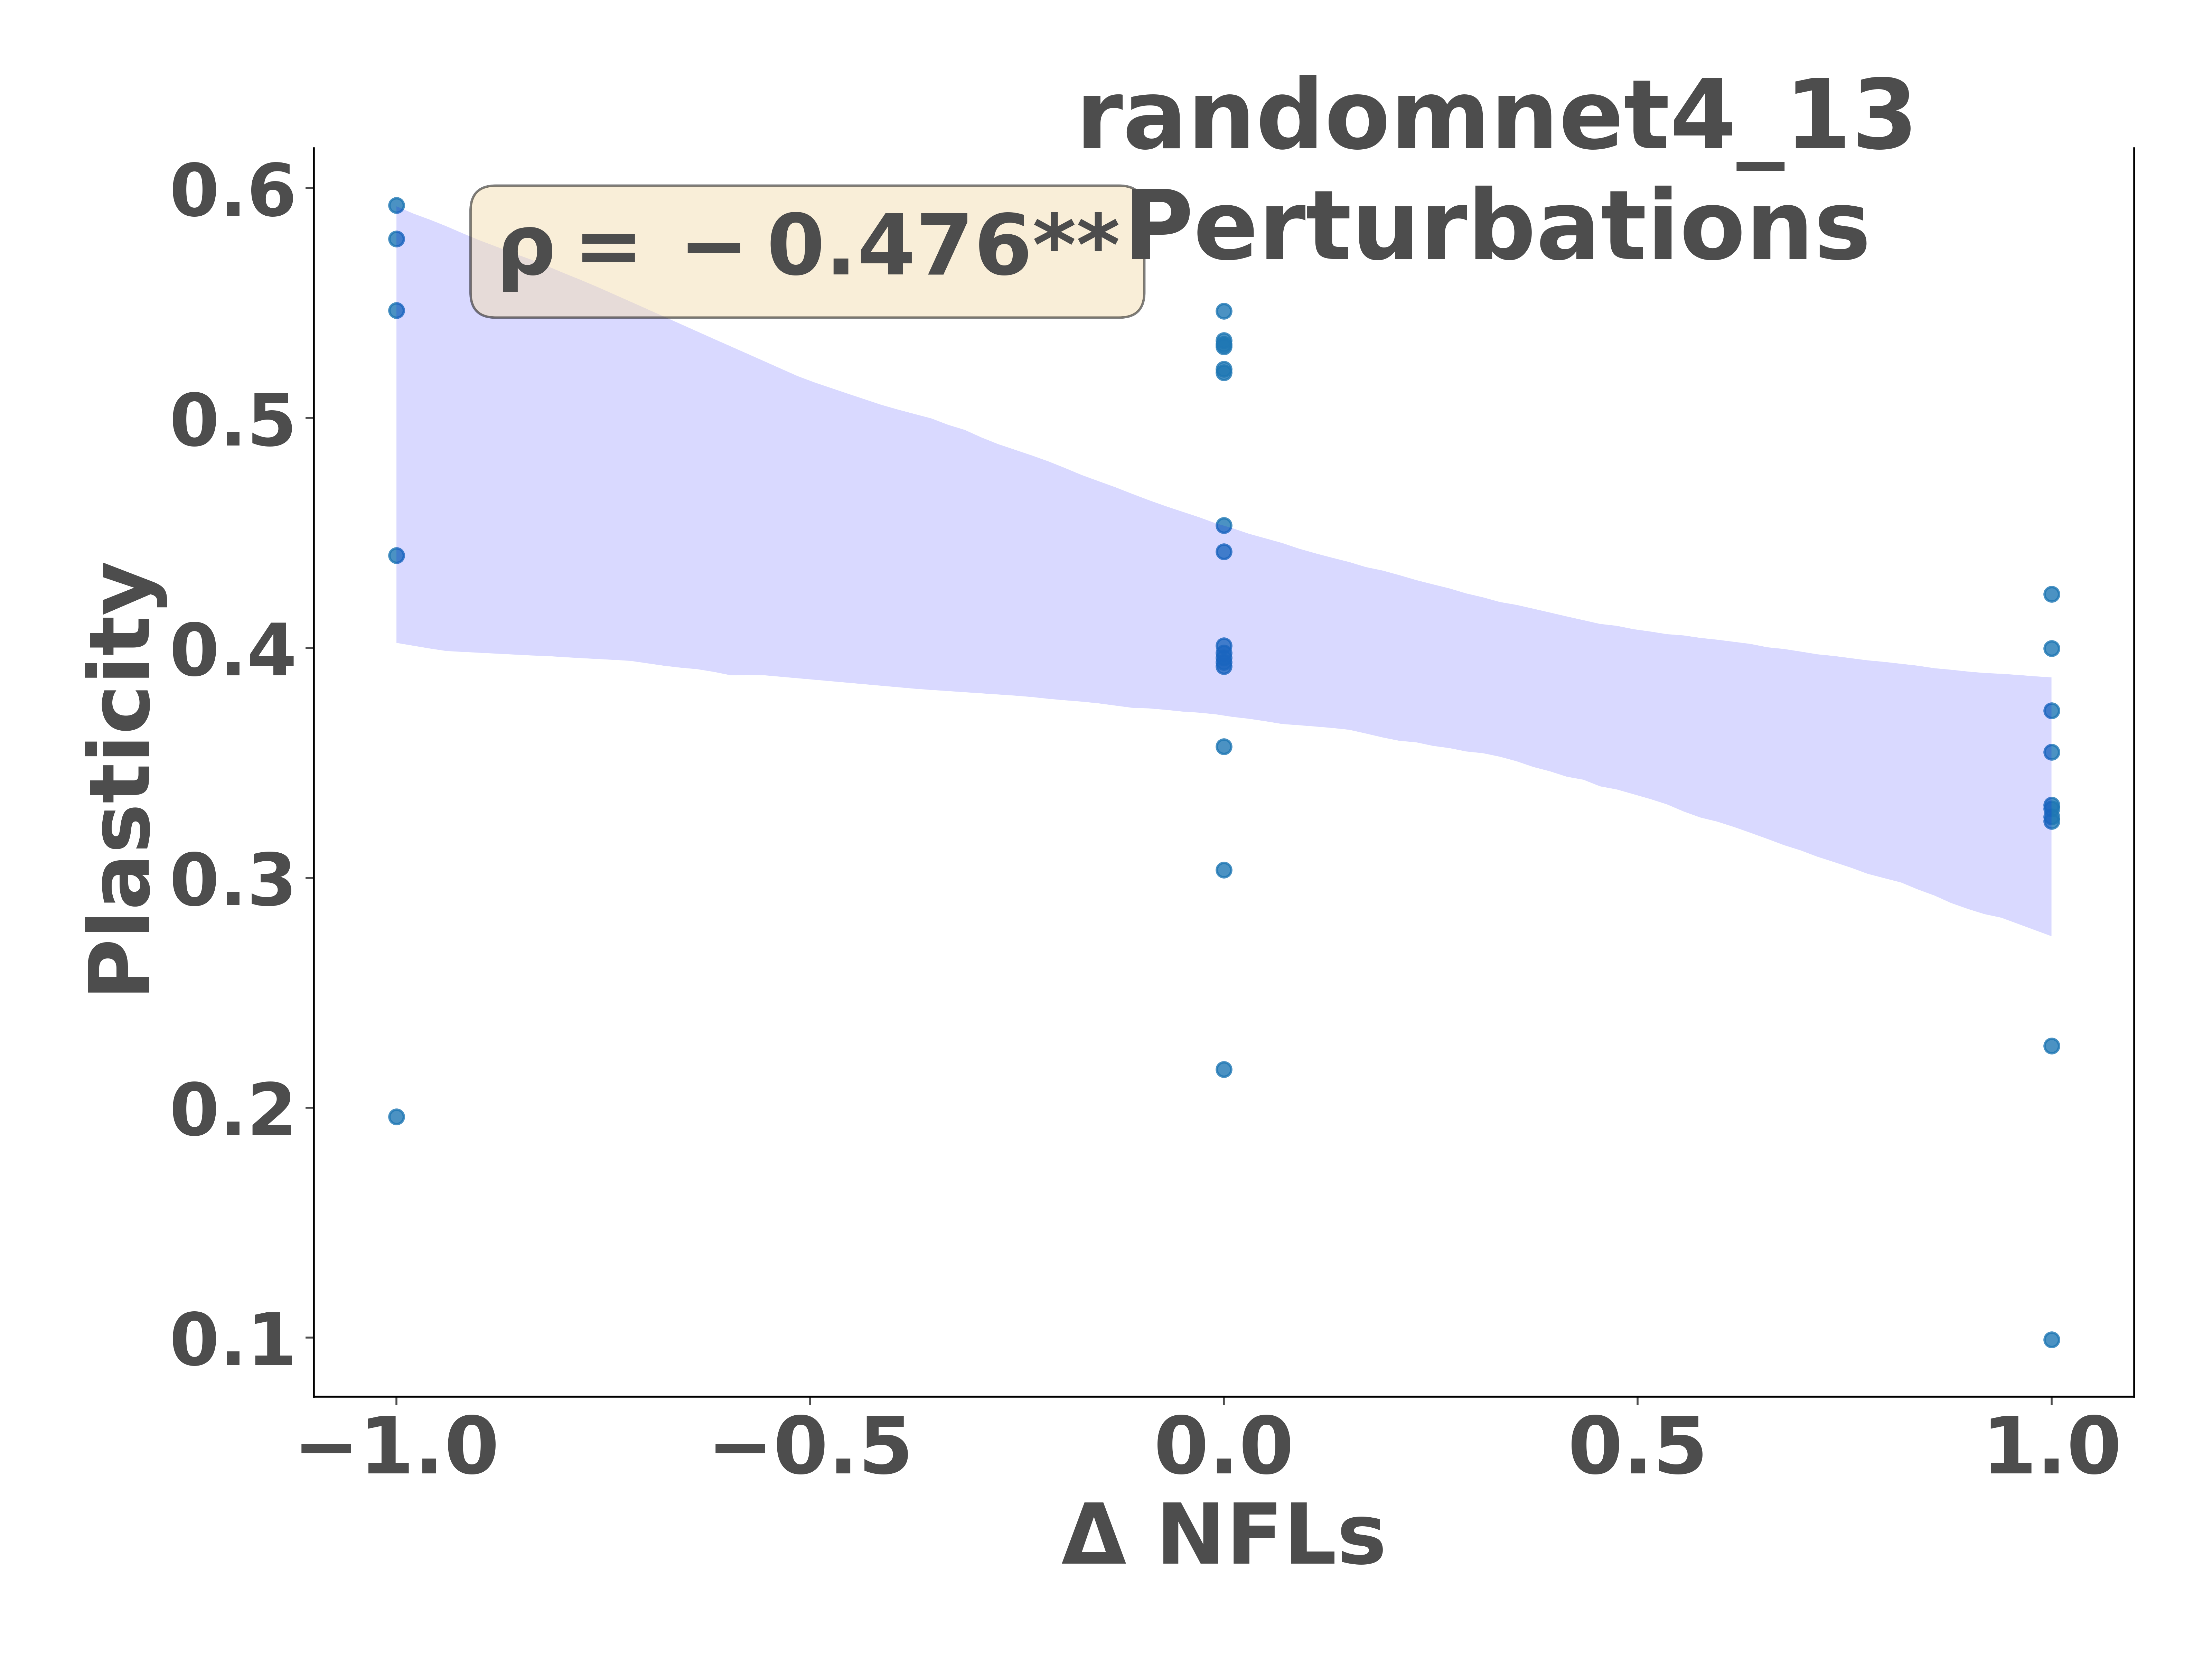 randomnet4_13
Perturbations
ρ = − 0.476**
Plasticity
0.6
0.5
0.4
0.3
0.2
0.1
−1.0
−0.5
0.0
0.5
1.0
Δ NFLs